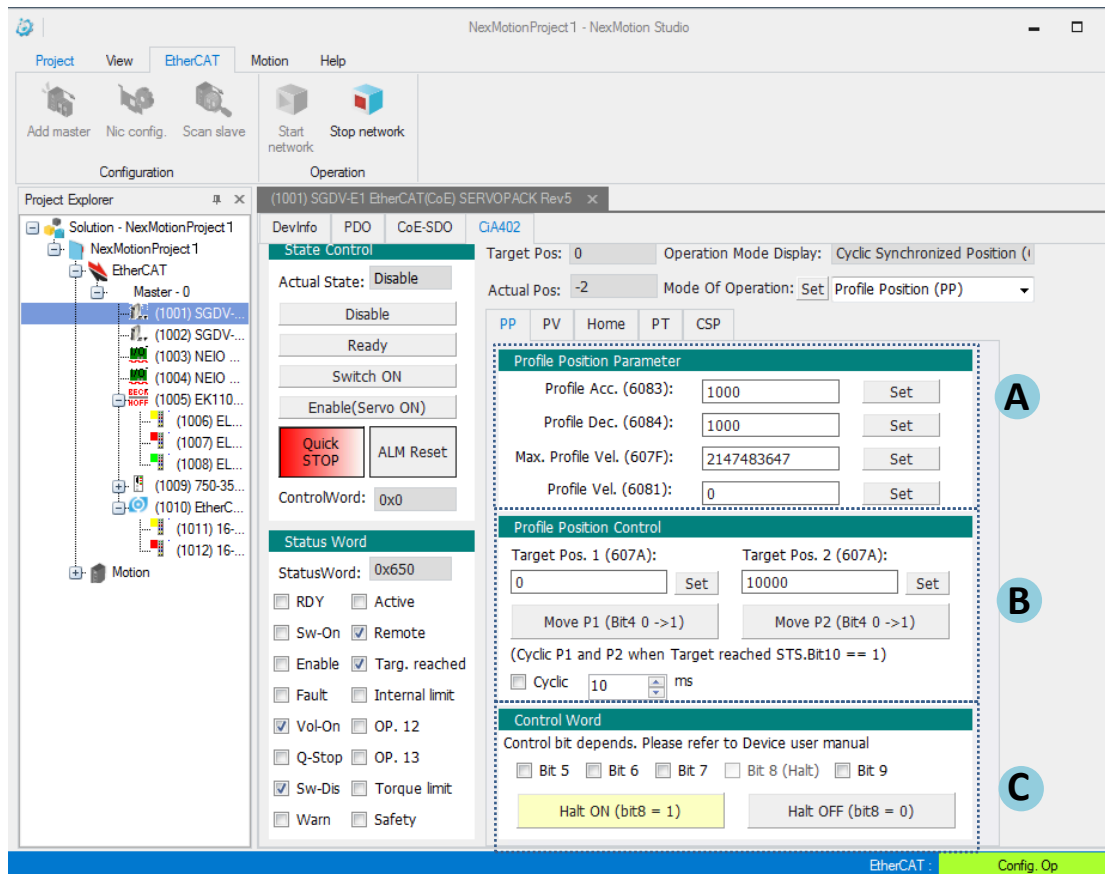 NexMotionProject1 - NexMotion Studio
Project View EtherCAT Motion Help
Add master Nic config. Scan slave Start network Stop network
Configuration Operation
Project Explorer
Solution - NexMotionProject1
NexMotionProject1
EtherCAT
Master - 0
(1001) SGDV-...
(1002) SGDV-...
(1003) NEIO ...
(1004) NEIO ...
BECK HOFF (1005) EK110...
(1006) EL...
(1007) EL...
(1008) EL...
(1009) 750-35...
(1010) EtherC...
(1011) 16-...
(1012) 16-...
Motion
(1001) SGDV-E1 EtherCAT(CoE) SERVOPACK Rev5
DevInfo PDO CoE-SDO CiA402
State Control
Actual State: Disable
Disable
Ready
Switch ON
Enable(Servo ON)
Quick STOP ALM Reset
ControlWord: 0x0
Status Word
StatusWord: 0x650
RDY Active
Sw-On Remote
Enable Targ. reached
Fault Internal limit
Vol-On OP. 12
Q-Stop OP. 13
Sw-Dis Torque limit
Warn Safety
Target Pos: 0 Operation Mode Display: Cyclic Synchronized Position (
Actual Pos: -2 Mode Of Operation: Set Profile Position (PP)
PP PV Home PT CSP
Profile Position Parameter
Profile Acc. (6083): 1000 Set
Profile Dec. (6084): 1000 Set
Max. Profile Vel. (607F): 2147483647 Set
Profile Vel. (6081): 0 Set
A
Profile Position Control
Target Pos. 1 (607A): Target Pos. 2 (607A):
0 Set 10000 Set
Move P1 (Bit4 0 ->1) Move P2 (Bit4 0 ->1)
(Cyclic P1 and P2 when Target reached STS.Bit10 == 1)
Cyclic 10 ms
B
Control Word
Control bit depends. Please refer to Device user manual
Bit 5 Bit 6 Bit 7 Bit 8 (Halt) Bit 9
Halt ON (bit8 = 1) Halt OFF (bit8 = 0)
C
EtherCAT : Config. Op